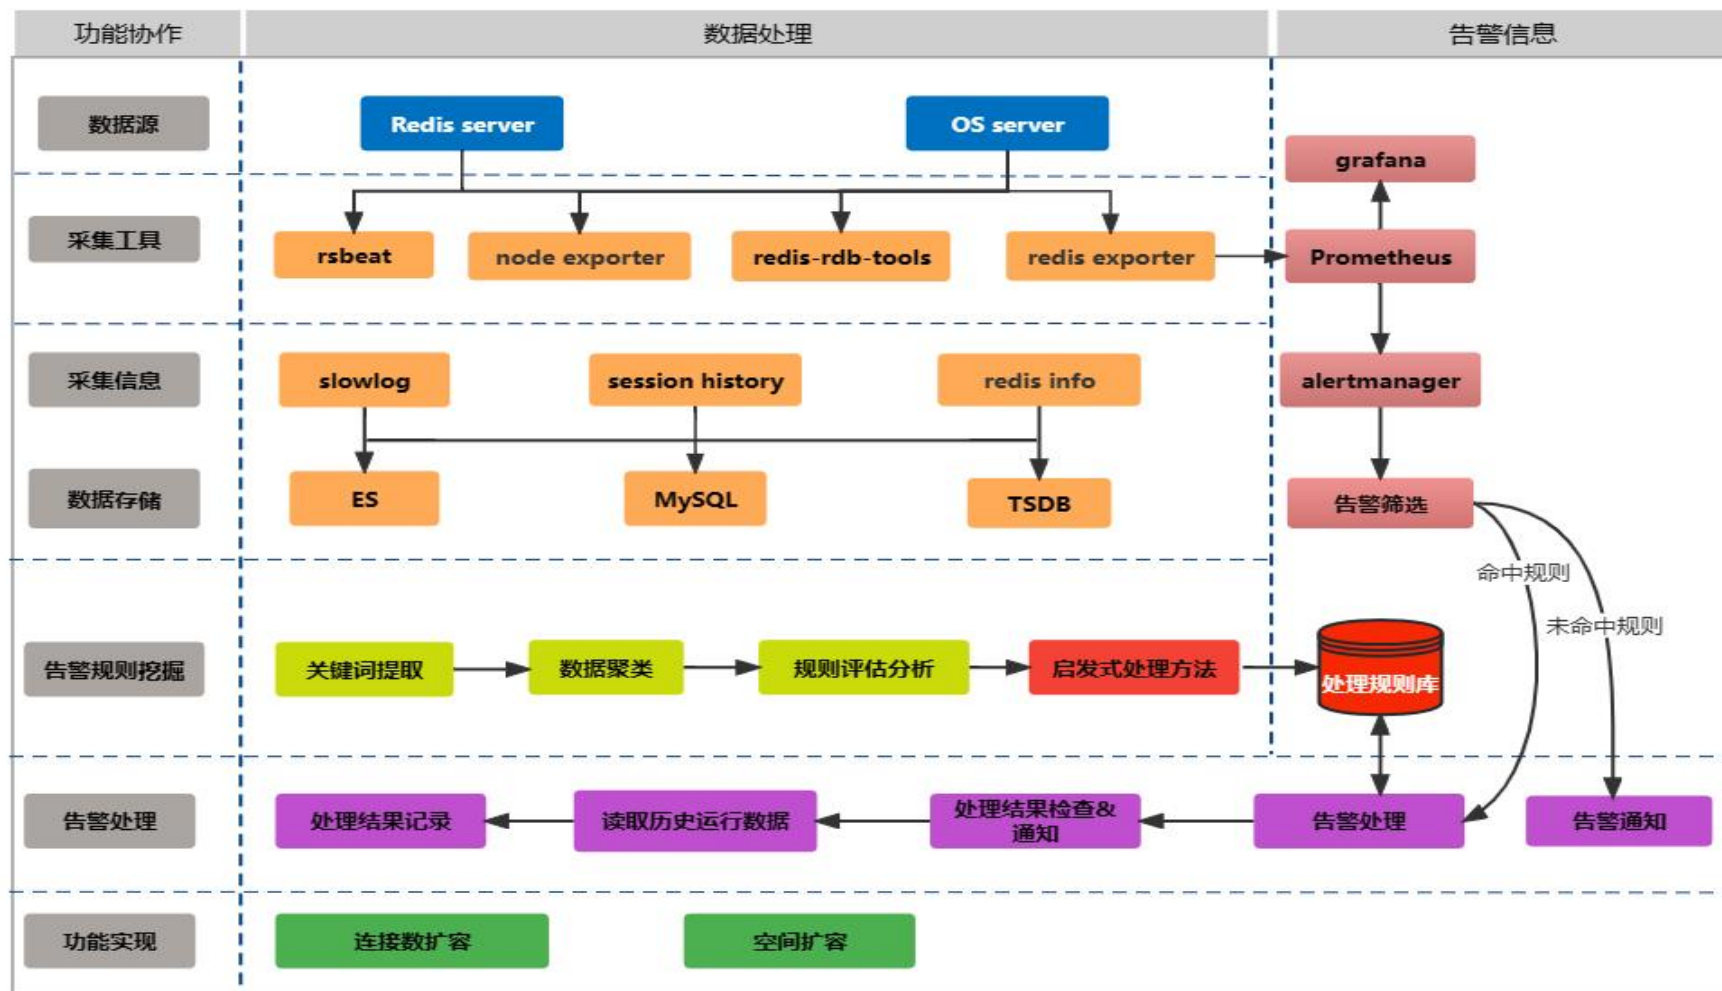 功能协作
数据处理
告警信息
数据源
Redis server
OS server
grafana
采集工具
rsbeat
node exporter
redis-rdb-tools
redis exporter
Prometheus
采集信息
slowlog
session history
redis info
alertmanager
数据存储
ES
MySQL
TSDB
告警筛选
命中规则
未命中规则
告警规则挖掘
关键词提取
数据聚类
规则评估分析
启发式处理方法
处理规则库
告警处理
处理结果记录
读取历史运行数据
处理结果检查&
通知
告警处理
告警通知
功能实现
连接数扩容
空间扩容